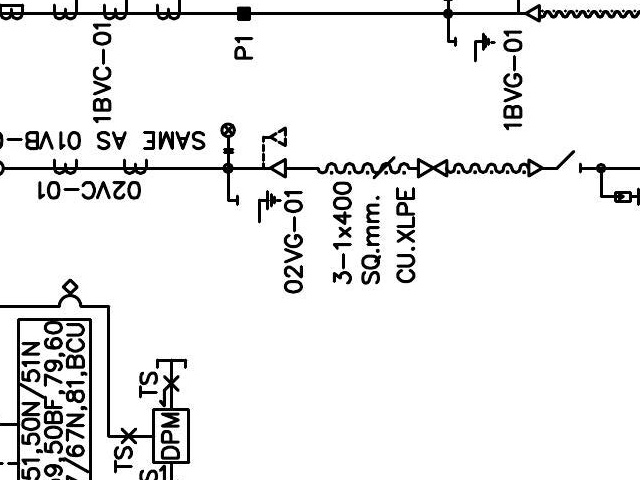 1BVC-01
P1
1BVG-01
SAME AS 01VB-
02VC-01
02VG-01
3-1x400
SQ.mm.
CU.XLPE
51,50N/51N
9,50BF,79,60
7/67N,81,BCU
TS
TS
DPM